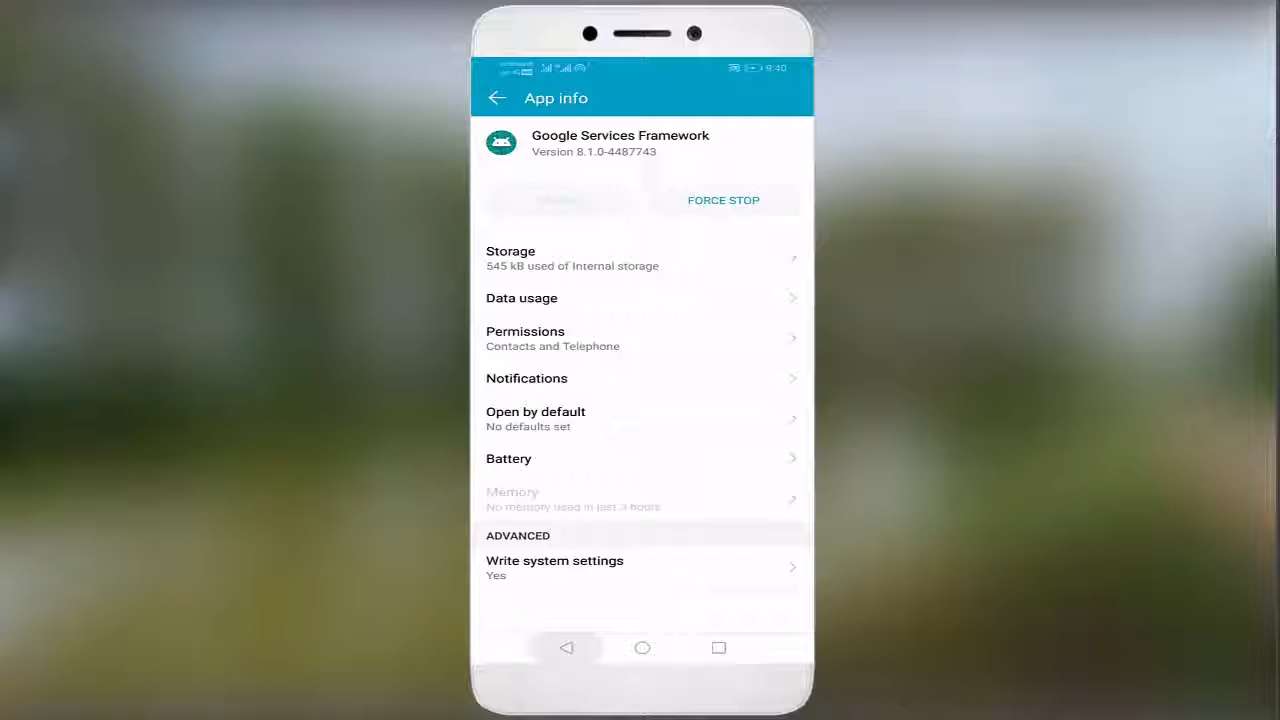 9:40
App info
Google Services Framework
Version 8.1.0-4487743
FORCE STOP
Storage
545 kB used of Internal storage
Data usage
Permissions
Contacts and Telephone
Notifications
Open by default
No defaults set
Battery
Memory
No memory used in last 3 hours
ADVANCED
Write system settings
Yes